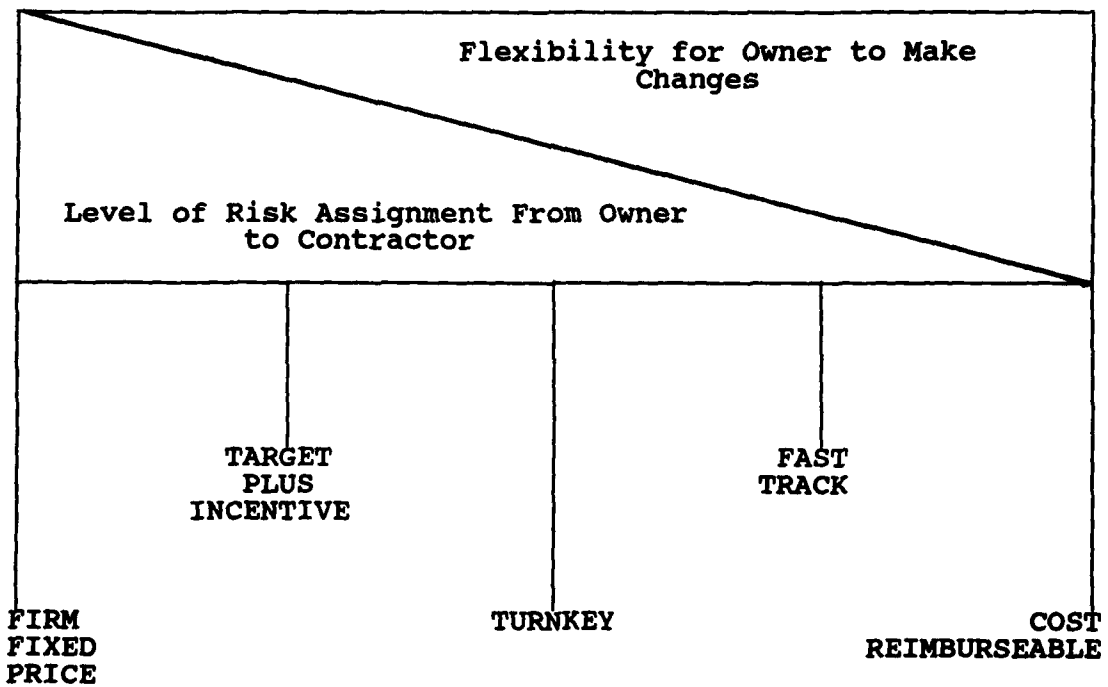 Flexibility for Owner to Make
Changes
Level of Risk Assignment From Owner
to Contractor
TARGET
PLUS
INCENTIVE
FAST
TRACK
FIRM
FIXED
PRICE
TURNKEY
COST
REIMBURSEABLE